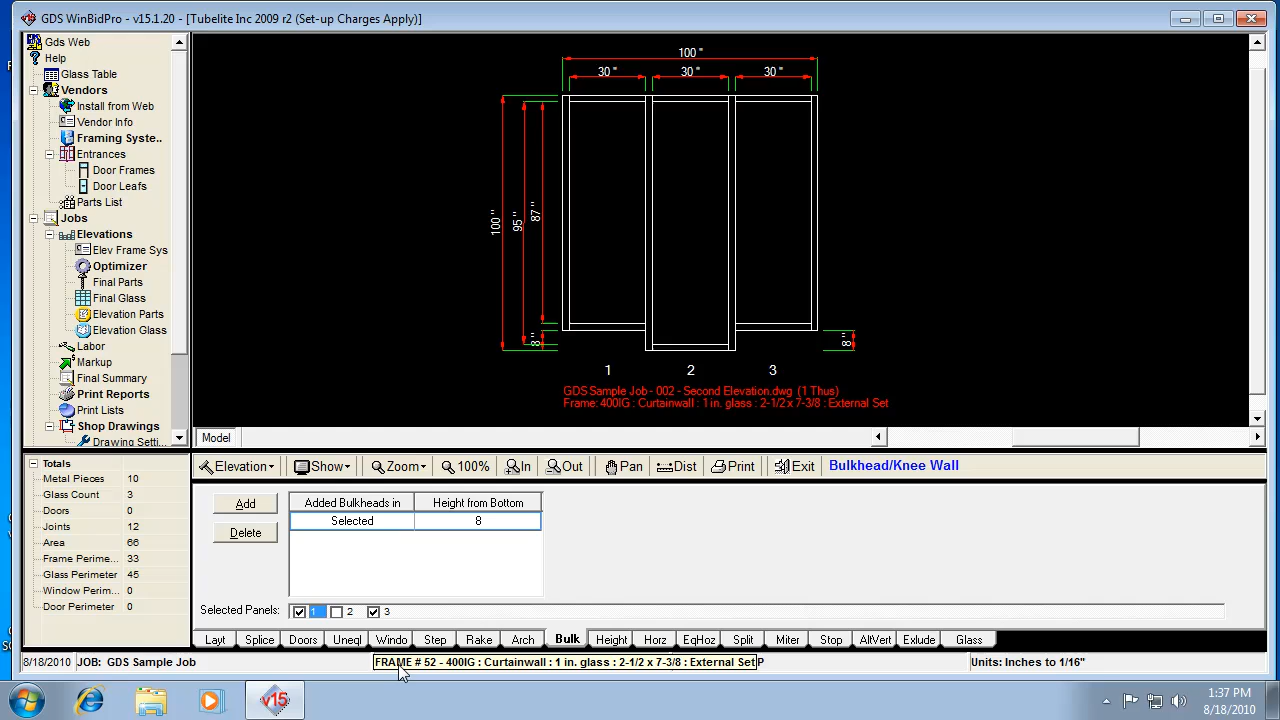 GDS WinBidPro - v15.1.20 - [Tubelite Inc 2009 r2 (Set-up Charges Apply)]
Gds Web
Help
Glass Table
Vendors
Install from Web
Vendor Info
Framing Syste..
Entrances
Door Frames
Door Leafs
Parts List
Jobs
Elevations
Elev Frame Sys
Optimizer
Final Parts
Final Glass
Elevation Parts
Elevation Glass
Labor
Markup
Final Summary
Print Reports
Print Lists
Shop Drawings
Drawing Setti...
100 "
30 " 30 " 30 "
100 "
95 "
87 "
8 "
8 "
1 2 3
GDS Sample Job - 002 - Second Elevation.dwg (1 Thus)
Frame: 400IG : Curtainwall : 1 in. glass : 2-1/2 x 7-3/8 : External Set
Model
Elevation Show Zoom 100% In Out Pan Dist Print Exit Bulkhead/Knee Wall
Totals
Metal Pieces 10
Glass Count 3
Doors 0
Joints 12
Area 66
Frame Perime... 33
Glass Perimeter 45
Window Perim... 0
Door Perimeter 0
Add
Delete
Added Bulkheads in Height from Bottom
Selected 8
Selected Panels: 1 2 3
Layt Splice Doors Uneql Windo Step Rake Arch Bulk Height Horz EqHoz Split Miter Stop AltVert Exlude Glass
8/18/2010 JOB: GDS Sample Job FRAME # 52 - 400IG : Curtainwall : 1 in. glass : 2-1/2 x 7-3/8 : External Set P Units: Inches to 1/16"
v15
1:37 PM
8/18/2010